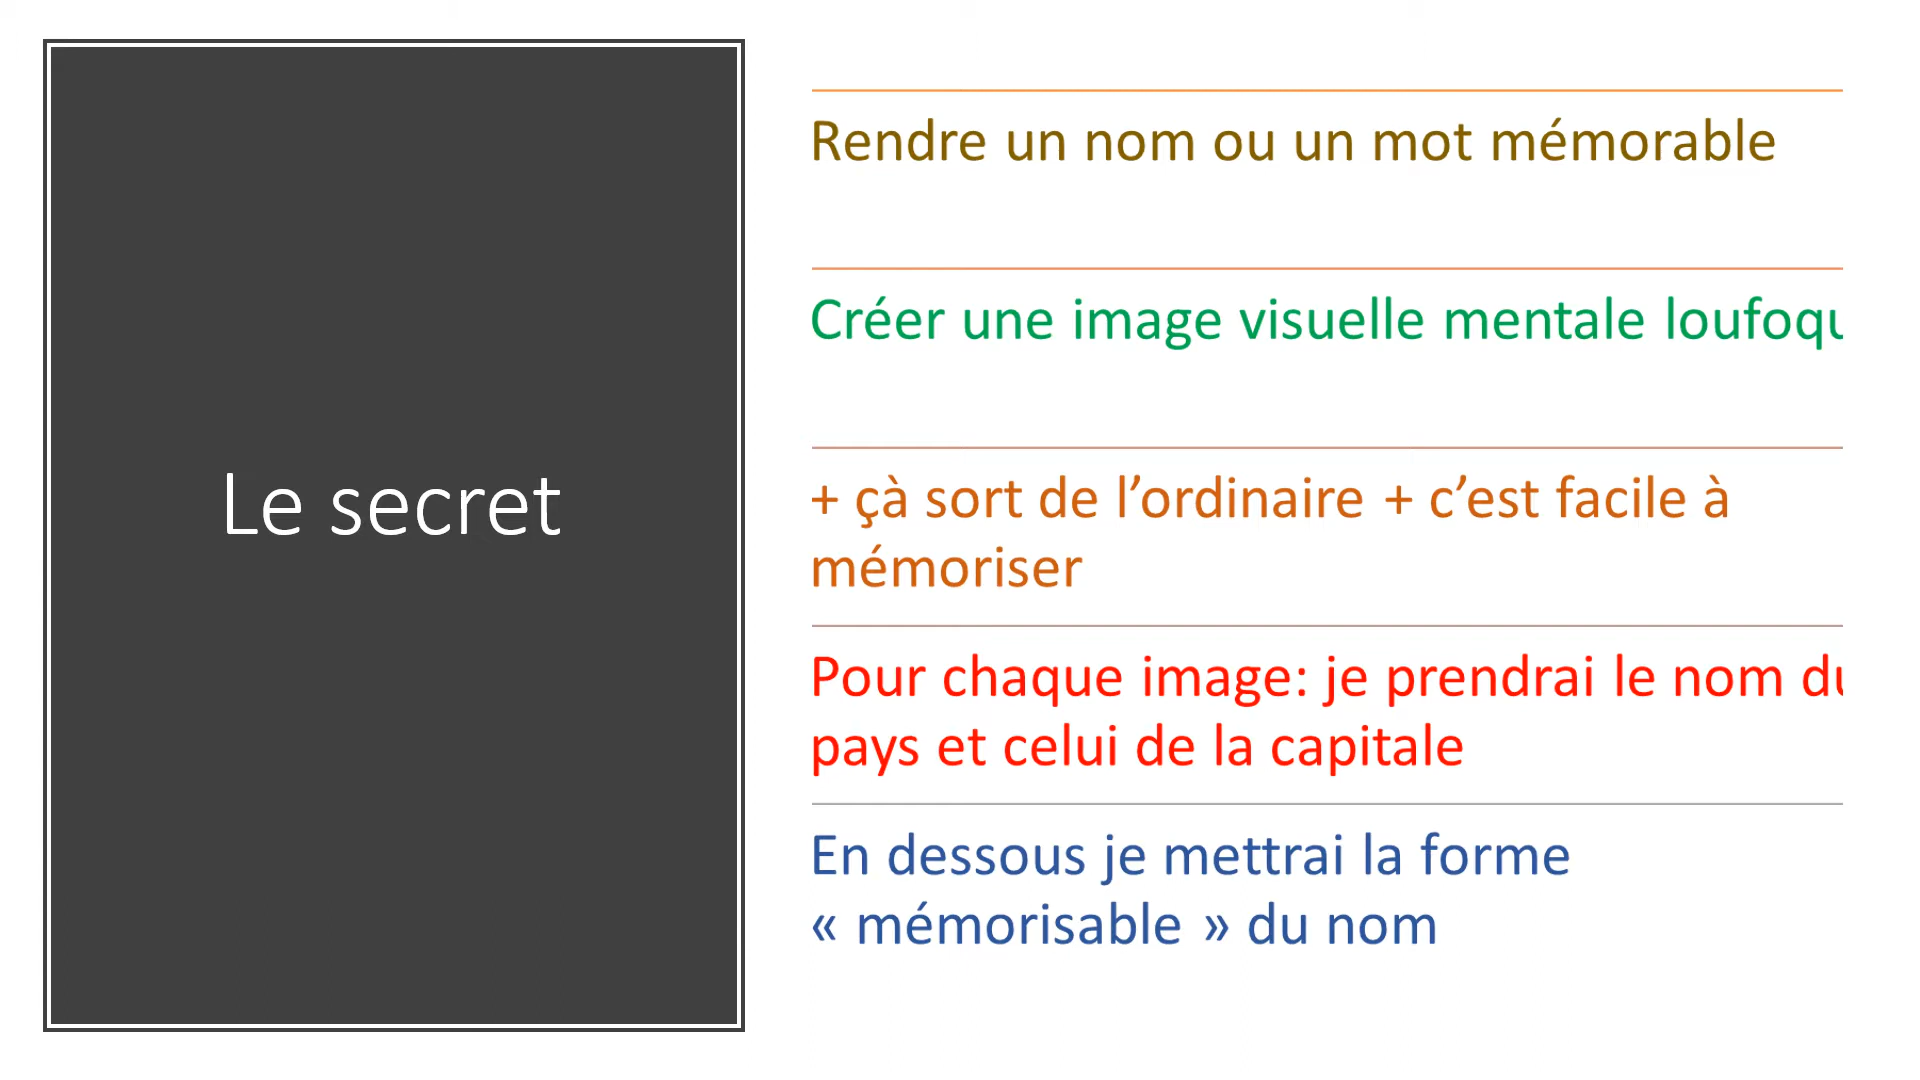 Le secret
Rendre un nom ou un mot mémorable
Créer une image visuelle mentale loufoqu
+ çà sort de l’ordinaire + c’est facile à
mémoriser
Pour chaque image: je prendrai le nom du
pays et celui de la capitale
En dessous je mettrai la forme
« mémorisable » du nom